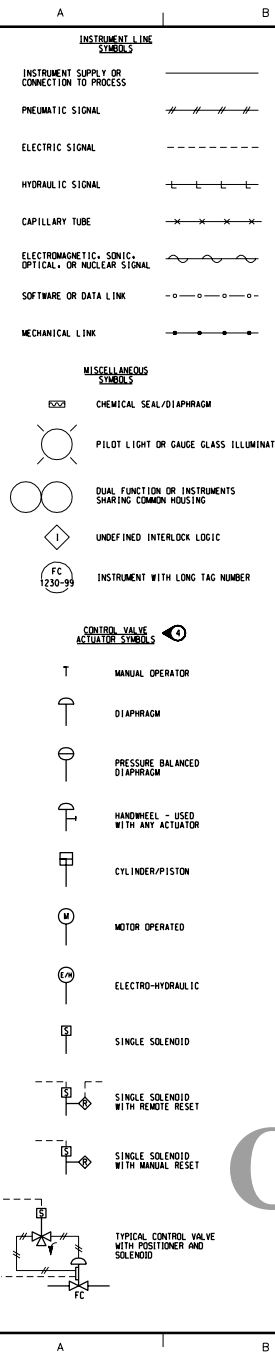 A B
INSTRUMENT LINE
SYMBOLS
INSTRUMENT SUPPLY OR
CONNECTION TO PROCESS
PNEUMATIC SIGNAL
ELECTRIC SIGNAL
HYDRAULIC SIGNAL
CAPILLARY TUBE
ELECTROMAGNETIC, SONIC,
OPTICAL, OR NUCLEAR SIGNAL
SOFTWARE OR DATA LINK
MECHANICAL LINK
MISCELLANEOUS
SYMBOLS
CHEMICAL SEAL/DIAPHRAGM
PILOT LIGHT OR GAUGE GLASS ILLUMINAT
DUAL FUNCTION OR INSTRUMENTS
SHARING COMMON HOUSING
I
UNDEFINED INTERLOCK LOGIC
FC
1230-99
INSTRUMENT WITH LONG TAG NUMBER
CONTROL VALVE
ACTUATOR SYMBOLS
4
MANUAL OPERATOR
DIAPHRAGM
PRESSURE BALANCED
DIAPHRAGM
HANDWHEEL - USED
WITH ANY ACTUATOR
CYLINDER/PISTON
M
MOTOR OPERATED
E/H
ELECTRO-HYDRAULIC
S
SINGLE SOLENOID
S
R
SINGLE SOLENOID
WITH REMOTE RESET
S
R
SINGLE SOLENOID
WITH MANUAL RESET
S
TYPICAL CONTROL VALVE
WITH POSITIONER AND
SOLENOID
FC
A B